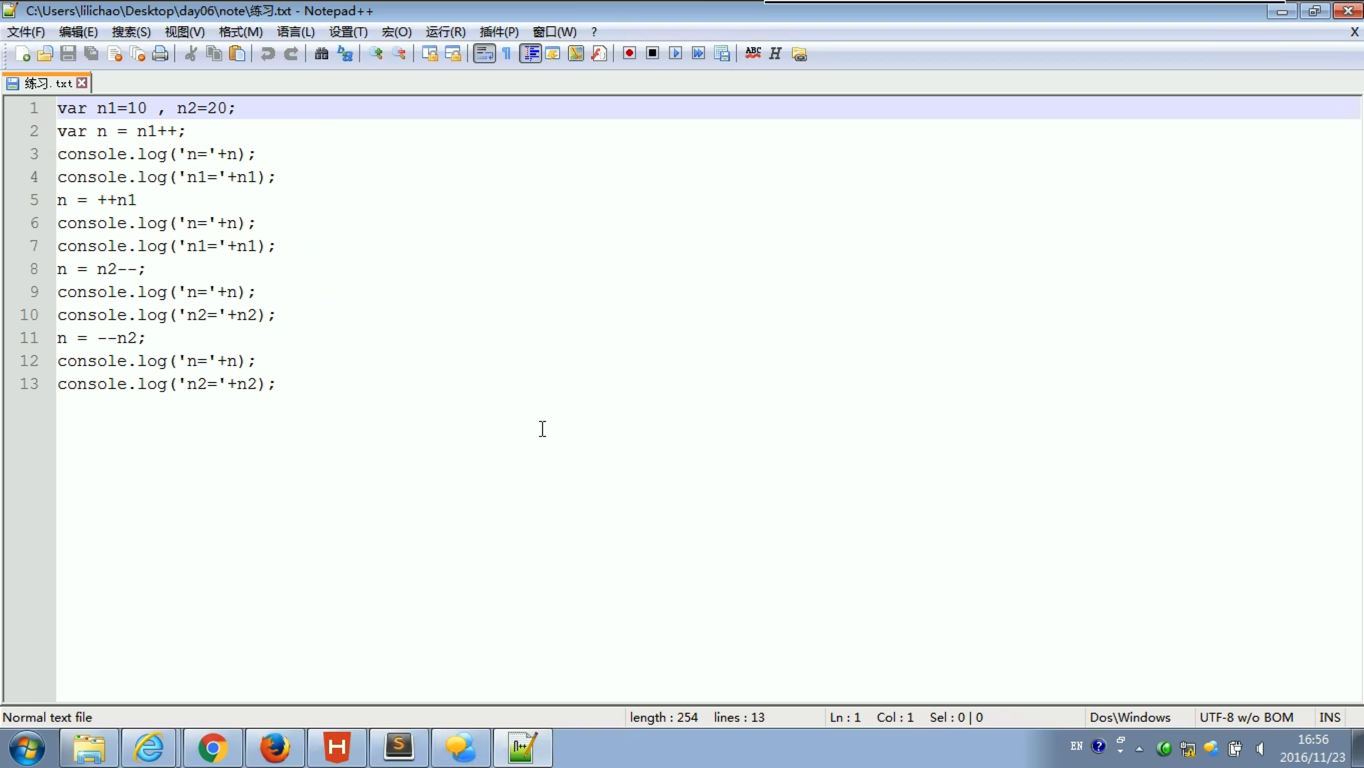 C:\Users\lilichao\Desktop\day06\note\练习.txt - Notepad++
文件(F) 编辑(E) 搜索(S) 视图(V) 格式(M) 语言(L) 设置(T) 宏(O) 运行(R) 插件(P) 窗口(W) ? X
练习.txt
1 var n1=10 , n2=20;
2 var n = n1++;
3 console.log('n='+n);
4 console.log('n1='+n1);
5 n = ++n1
6 console.log('n='+n);
7 console.log('n1='+n1);
8 n = n2--;
9 console.log('n='+n);
10 console.log('n2='+n2);
11 n = --n2;
12 console.log('n='+n);
13 console.log('n2='+n2);
Normal text file length : 254 lines : 13 Ln : 1 Col : 1 Sel : 0 | 0 Dos\Windows UTF-8 w/o BOM INS
EN 16:56
2016/11/23